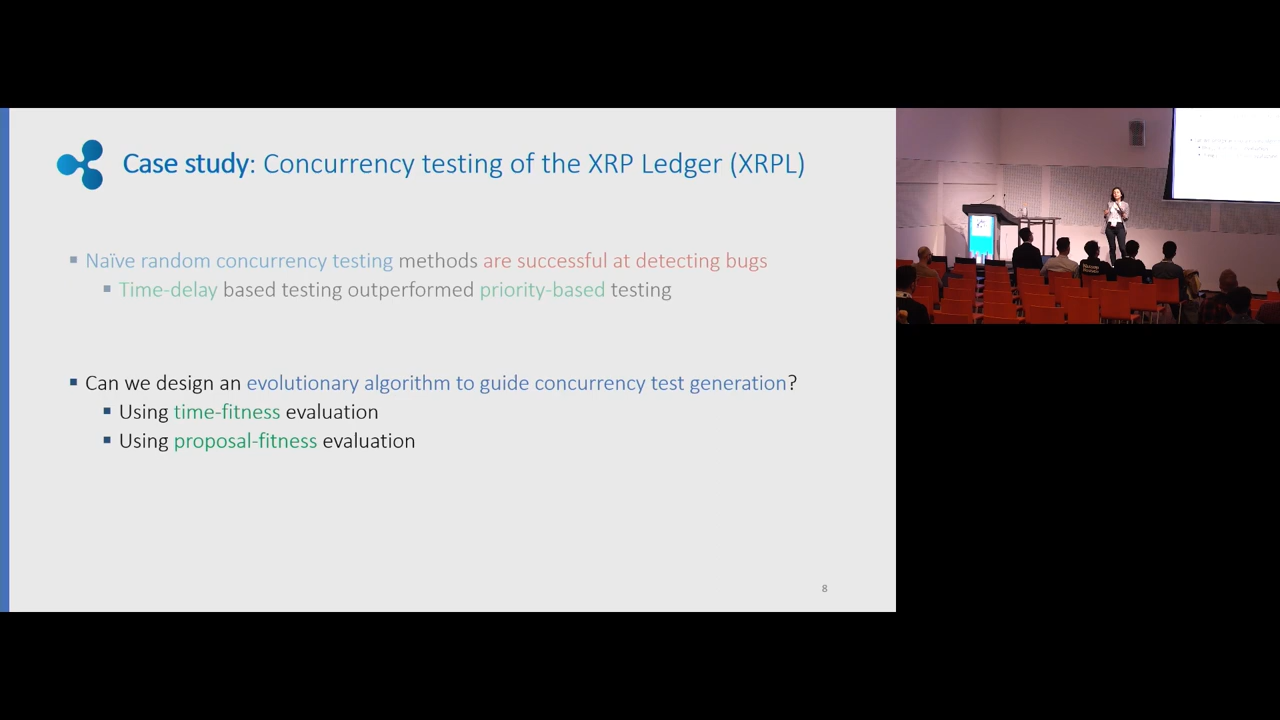 Case study: Concurrency testing of the XRP Ledger (XRPL)
▪ Naïve random concurrency testing methods are successful at detecting bugs
▪ Time-delay based testing outperformed priority-based testing
▪ Can we design an evolutionary algorithm to guide concurrency test generation?
▪ Using time-fitness evaluation
▪ Using proposal-fitness evaluation
8